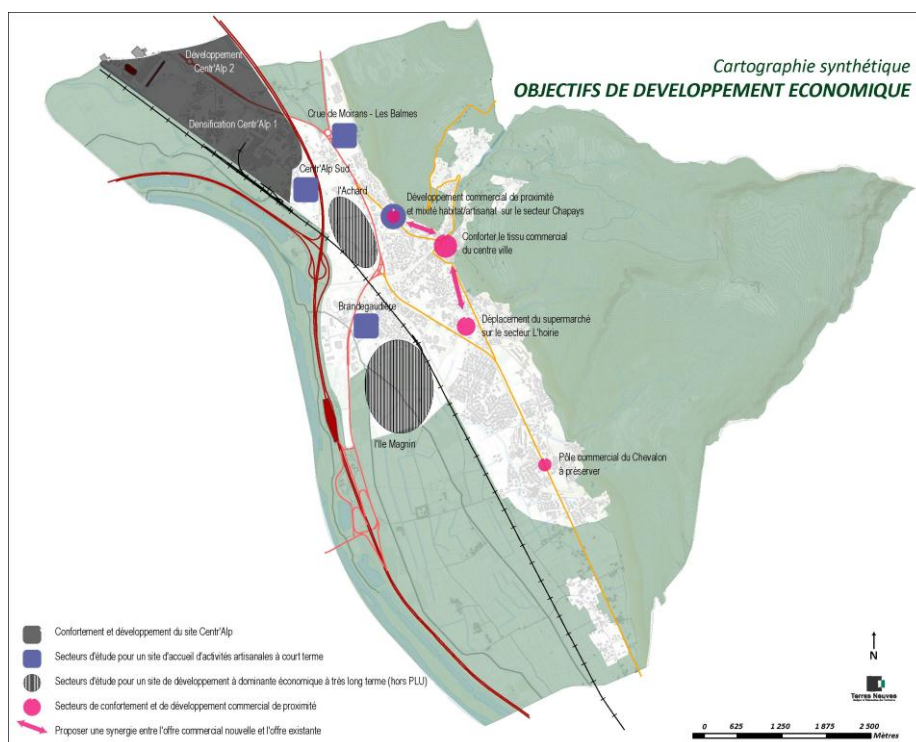 Cartographie synthétique
OBJECTIFS DE DEVELOPPEMENT ECONOMIQUE
Développement
Centr'Alp 2
Densification Centr'Alp 1
Crue de Moirans - Les Balmes
Centr'Alp Sud
l'Achard
Développement commercial de proximité
et mixité habitat/artisanat sur le secteur Chapays
Conforter le tissu commercial
du centre ville
Brandegaudière
Déplacement du supermarché
sur le secteur L'hoirie
l'Ile Magnin
Pôle commercial du Chevalon
à préserver
Confortement et développement du site Centr'Alp
Secteurs d'étude pour un site d'accueil d'activités artisanales à court terme
Secteurs d'étude pour un site de développement à dominante économique à très long terme (hors PLU)
Secteurs de confortement et de développement commercial de proximité
Proposer une synergie entre l'offre commercial nouvelle et l'offre existante
N
Terres Neuves
0 625 1 250 1 875 2 500
Mètres